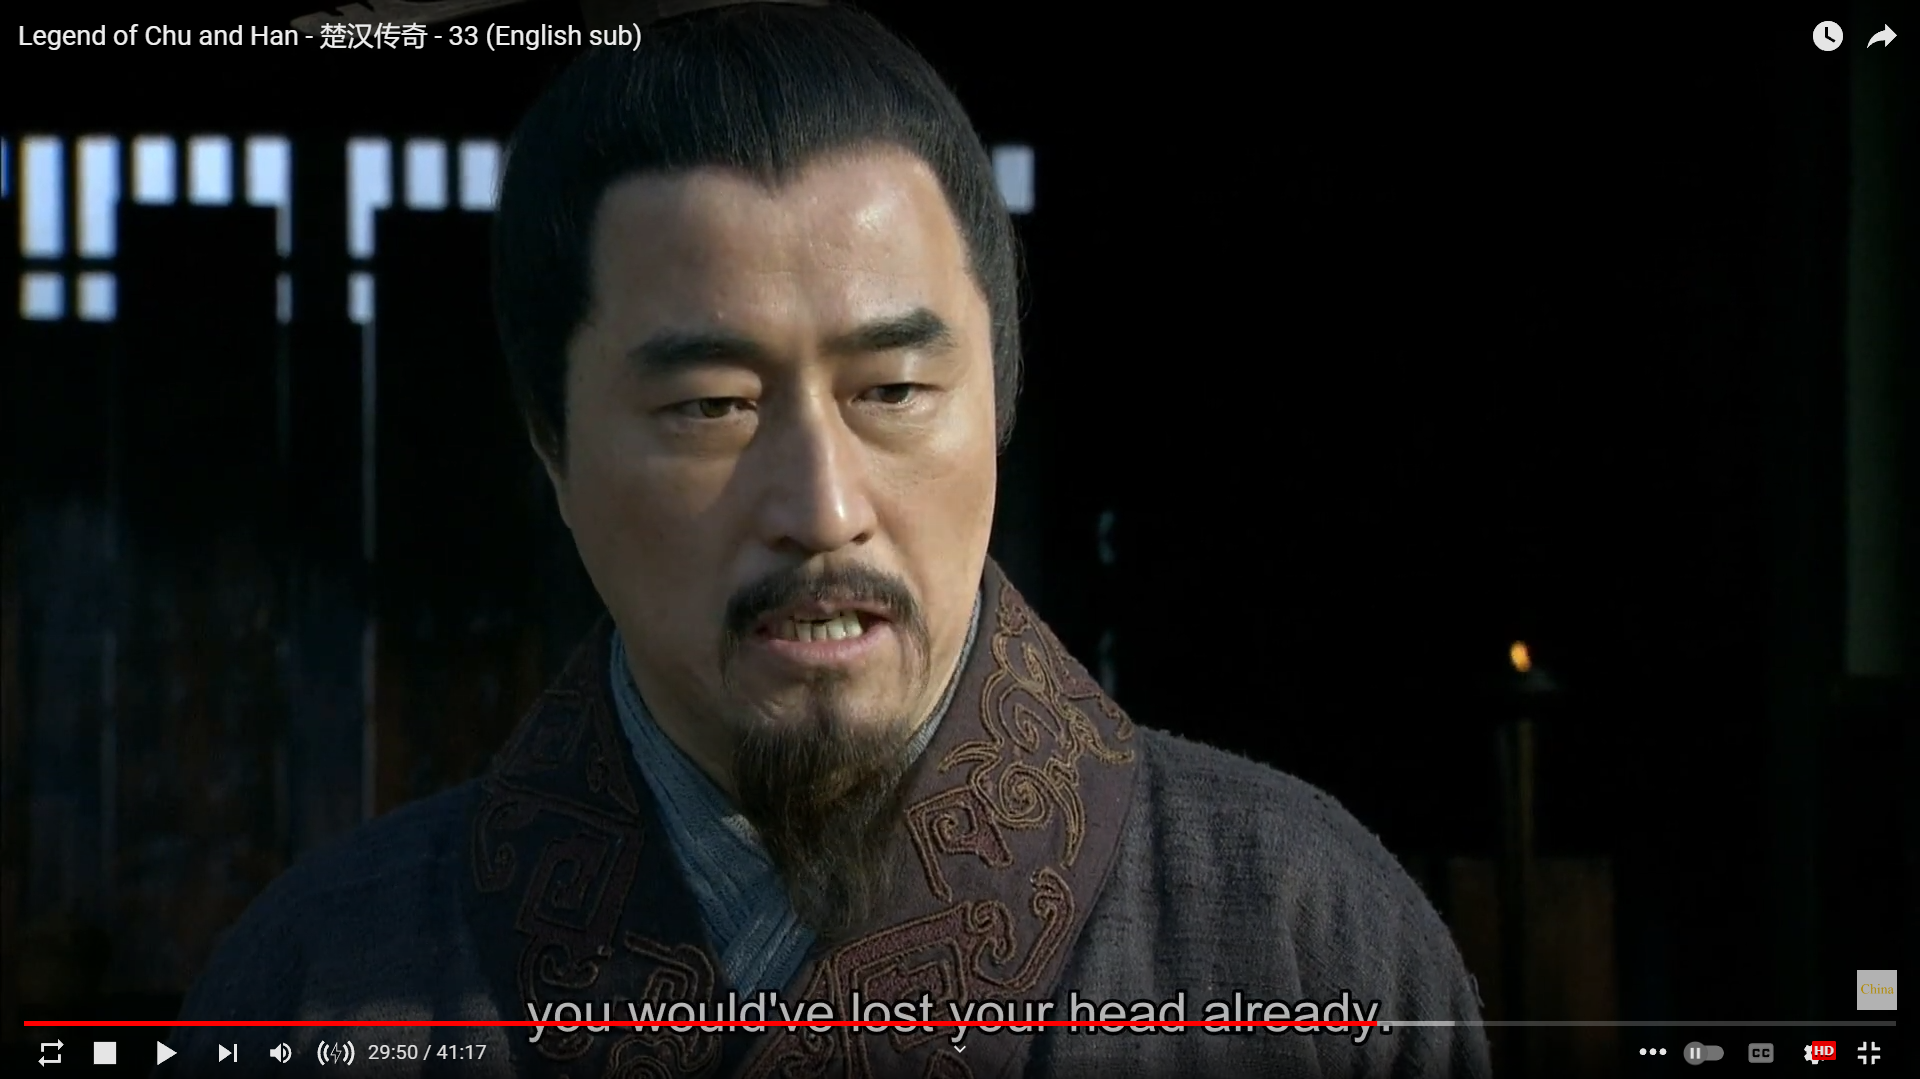 Legend of Chu and Han - 楚汉传奇 - 33 (English sub)
China
you would've lost your head already.
29:50 / 41:17
CC
HD